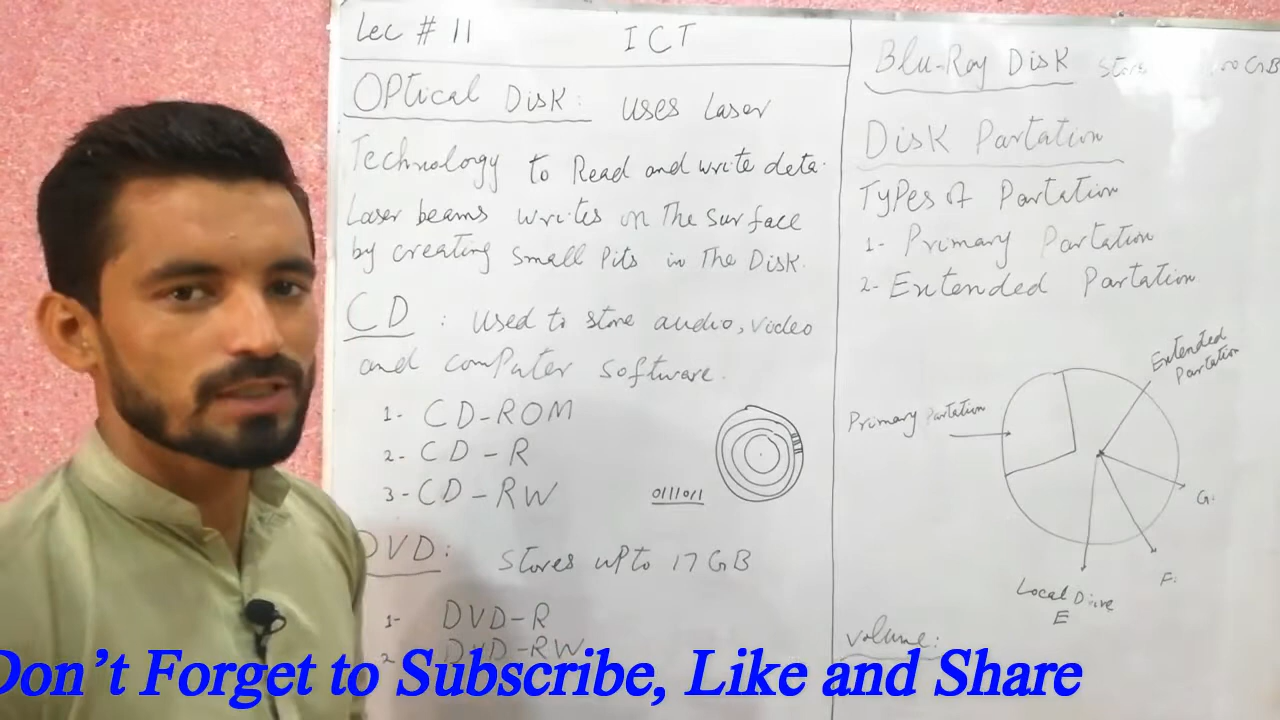 Lec # 11
ICT
OPtical Disk: uses Laser
Technology to Read and write deta.
Laser beams writes on The surface
by creating small Pits in The Disk.
CD : used to store audio, video
and computer software.
1- CD-ROM
2- CD-R
3- CD-RW
0111011
DVD: stores upto 17 GB
1- DVD-R
2 DVD-RW
Blu-Ray Disk 100 GB
Disk Partation
Types of Partation
1- Primary Partation
2- Extended Partation
Extended
Partation
Primary Partation
G.
F.
Local Drive
E
volume:
Don't Forget to Subscribe, Like and Share